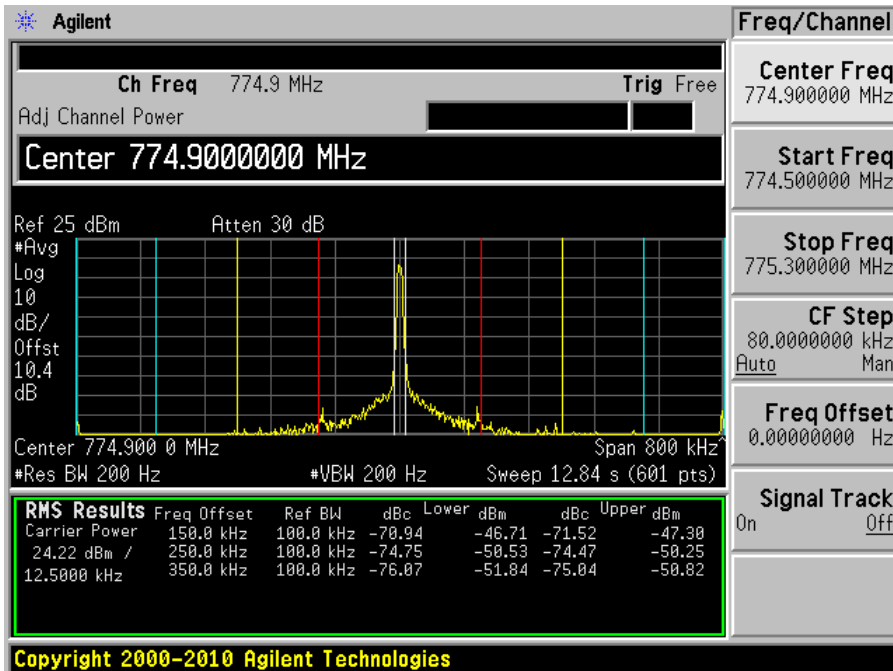 Agilent
Freq/Channel
Ch Freq 774.9 MHz Trig Free
Adj Channel Power
Center 774.9000000 MHz
Ref 25 dBm Atten 30 dB
#Avg
Log
10
dB/
Offst
10.4
dB
Center 774.900 0 MHz Span 800 kHz^
#Res BW 200 Hz #VBW 200 Hz Sweep 12.84 s (601 pts)
RMS Results Freq Offset Ref BW dBc Lower dBm dBc Upper dBm
Carrier Power 150.0 kHz 100.0 kHz -70.94 -46.71 -71.52 -47.30
24.22 dBm / 250.0 kHz 100.0 kHz -74.75 -50.53 -74.47 -50.25
12.5000 kHz 350.0 kHz 100.0 kHz -76.07 -51.84 -75.04 -50.82
Center Freq
774.900000 MHz
Start Freq
774.500000 MHz
Stop Freq
775.300000 MHz
CF Step
80.0000000 kHz
Auto Man
Freq Offset
0.00000000 Hz
Signal Track
On Off
Copyright 2000-2010 Agilent Technologies